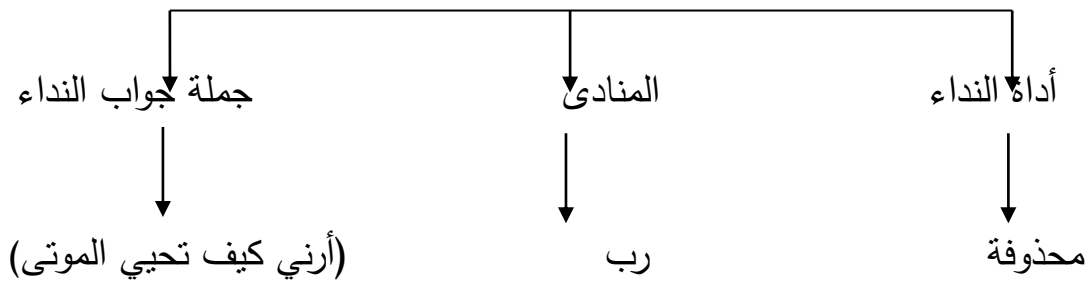 أداة النداء المنادى جملة جواب النداء
محذوفة رب (أرني كيف تحيي الموتى)